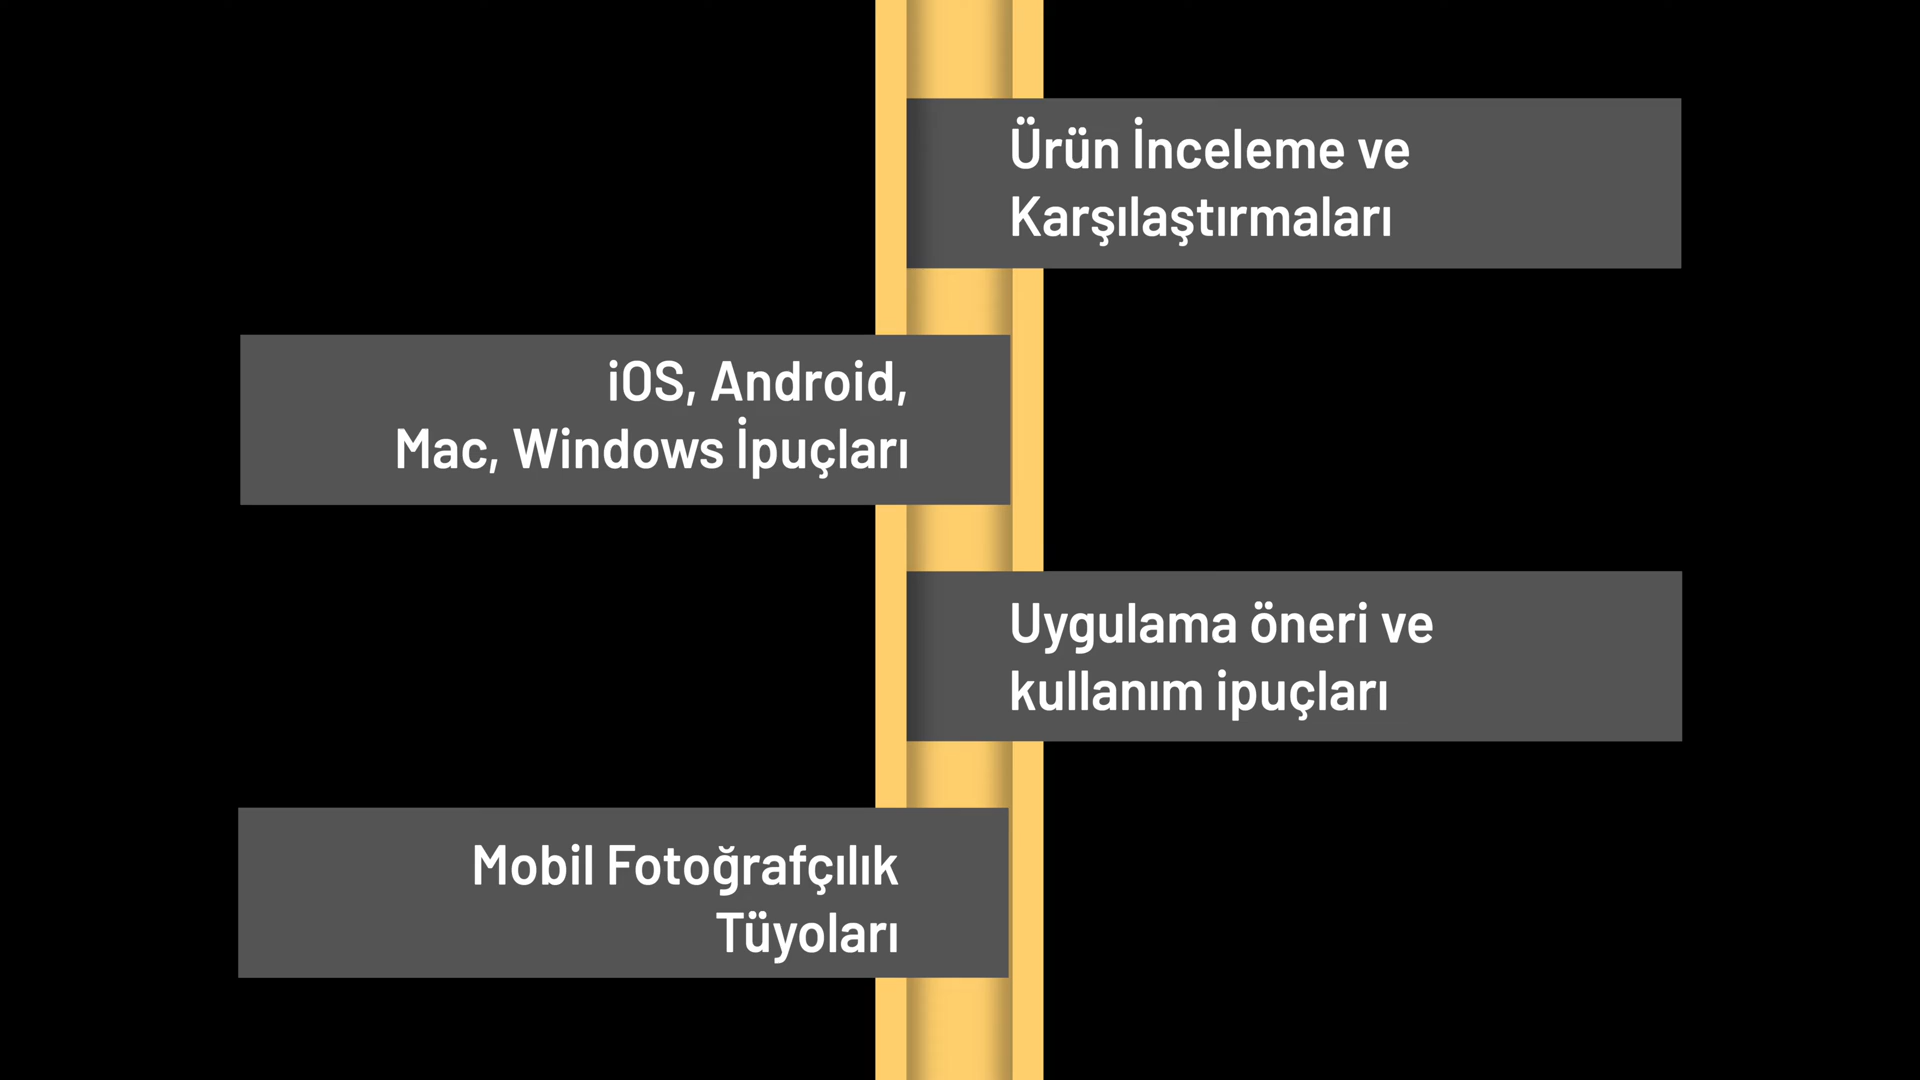 Ürün İnceleme ve
Karşılaştırmaları
iOS, Android,
Mac, Windows İpuçları
Uygulama öneri ve
kullanım ipuçları
Mobil Fotoğrafçılık
Tüyoları